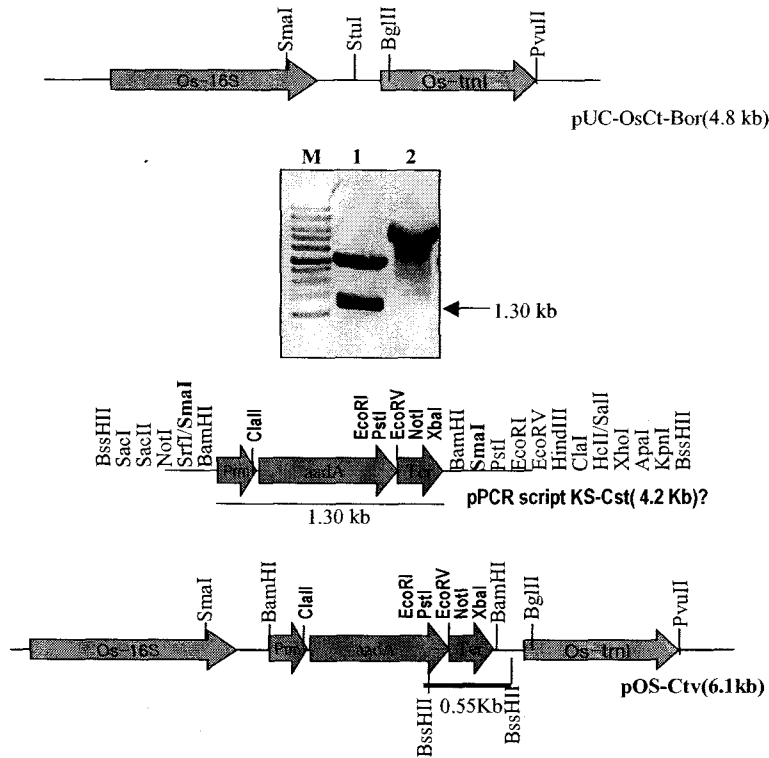 SmaI
StuI
BglII
PvuII
Os-16S
Os-trnI
pUC-OsCt-Bor(4.8 kb)
M 1 2
1.30 kb
BssHII
SacI
SacII
NotI
SrfI/SmaI
BamHI
ClaII
EcoRI
PstI
EcoRV
NotI
XbaI
BamHI
SmaI
PstI
EcoRI
EcoRV
HindIII
ClaI
HcII/SalI
XhoI
ApaI
KpnI
BssHII
Prrn
aadA
Ter
1.30 kb
pPCR script KS-Cst( 4.2 Kb)?
SmaI
BamHI
ClaII
EcoRI
PstI
EcoRV
NotI
XbaI
BamHI
BglII
PvuII
Os-16S
Prrn
aadA
Ter
Os-trnI
pOS-Ctv(6.1kb)
0.55Kb
BssHII
BssHII